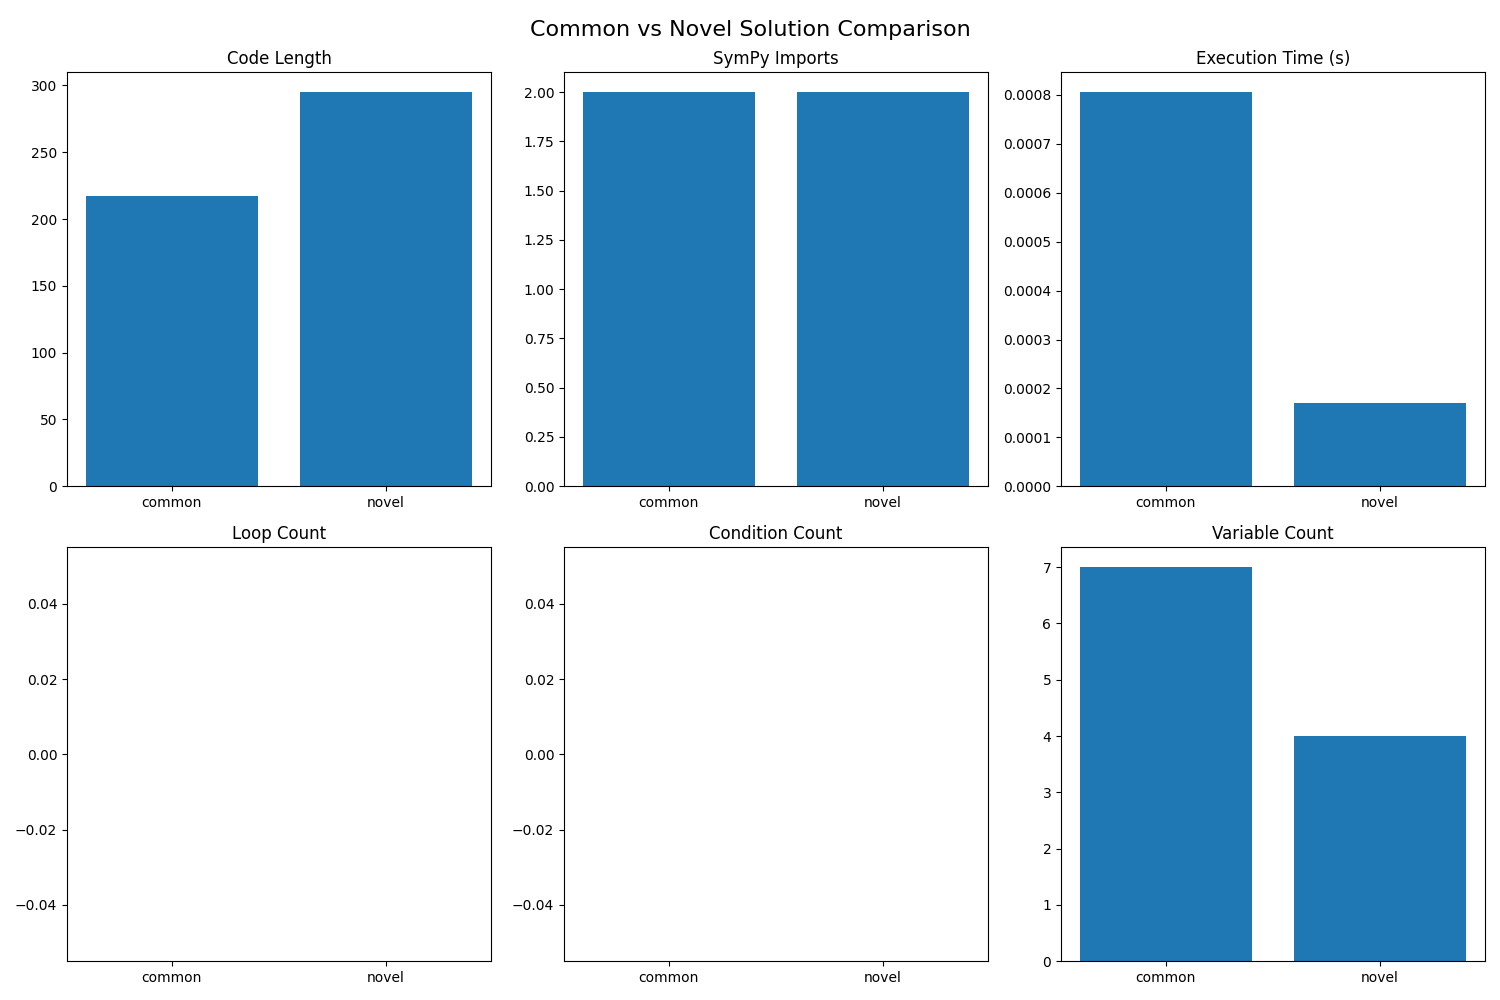 Common vs Novel Solution Comparison
Code Length
SymPy Imports
Execution Time (s)
300
250
200
150
100
50
0
common
novel
2.00
1.75
1.50
1.25
1.00
0.75
0.50
0.25
0.00
common
novel
0.0008
0.0007
0.0006
0.0005
0.0004
0.0003
0.0002
0.0001
0.0000
common
novel
Loop Count
Condition Count
Variable Count
0.04
0.02
0.00
−0.02
−0.04
common
novel
0.04
0.02
0.00
−0.02
−0.04
common
novel
7
6
5
4
3
2
1
0
common
novel